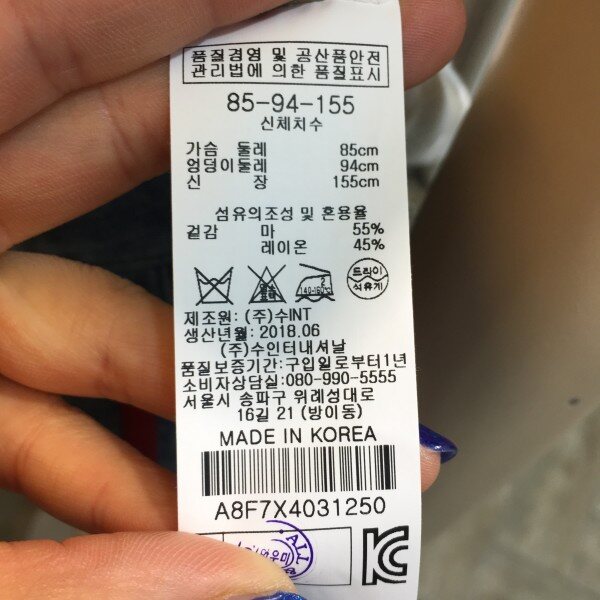 품질경영 및 공산품안전
관리법에 의한 품질표시
85-94-155
신체치수
가슴 둘레 85cm
엉덩이둘레 94cm
신 장 155cm
섬유의조성 및 혼용율
겉감 마 55%
레이온 45%
140~160℃
드라이
석유계
제조원: (주)수INT
생산년월: 2018.06
(주)수인터내셔날
품질보증기간:구입일로부터1년
소비자상담실:080-990-5555
서울시 송파구 위례성대로
16길 21 (방이동)
MADE IN KOREA
A8F7X4031250
ALL